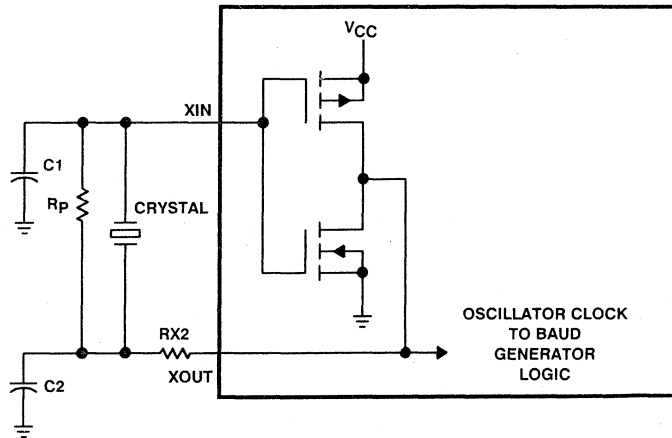 VCC
XIN
C1
RP
CRYSTAL
RX2
XOUT
C2
OSCILLATOR CLOCK
TO BAUD
GENERATOR
LOGIC